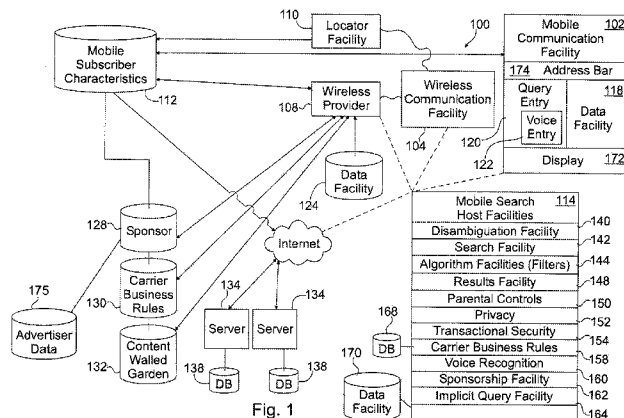 110
Locator
Facility
100
Mobile
Subscriber
Characteristics
112
Wireless
Provider
108
Wireless
Communication
Facility
104
Data
Facility
124
Mobile 102
Communication
Facility
174 Address Bar
Query
Entry
Voice
Entry
118
Data
Facility
120
122
Display 172
128
Sponsor
Internet
130
Carrier
Business
Rules
132
Content
Walled
Garden
175
Advertiser
Data
134
134
Server
Server
DB
DB
138
138
Fig. 1
Mobile Search 114
Host Facilities
140
Disambiguation Facility
142
Search Facility
444
Algorithm Facilities (Filters)
148
Results Facility
150
Parental Controls
152
Privacy
154
Transactional Security
158
Carrier Business Rules
160
Voice Recognition
162
Sponsorship Facility
164
Implicit Query Facility
168
DB
170
Data
Facility